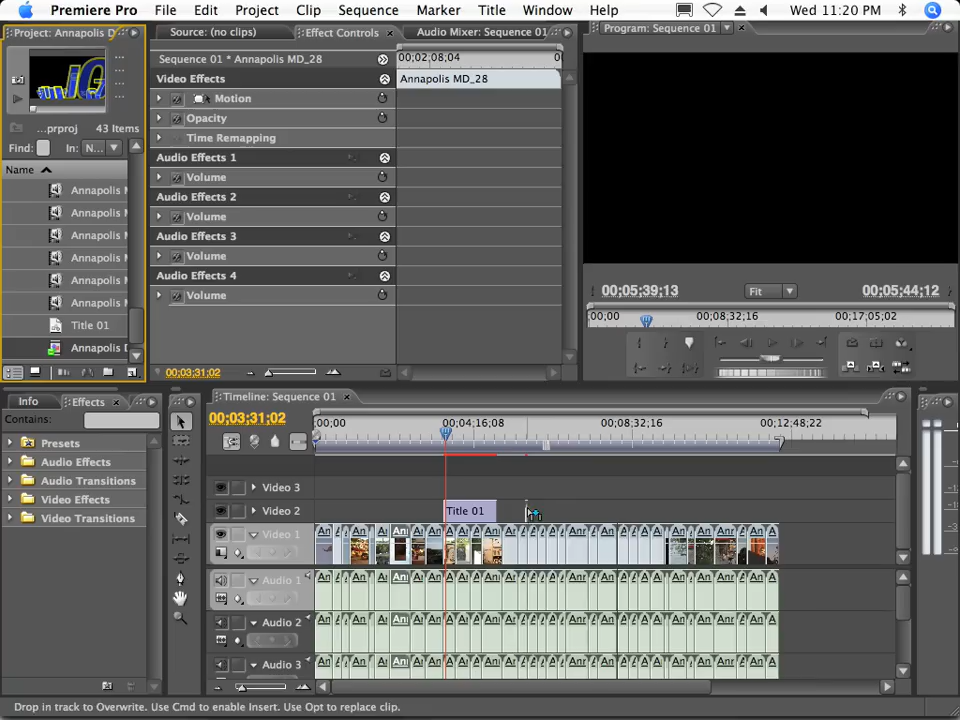 Premiere Pro File Edit Project Clip Sequence Marker Title Window Help Wed 11:20 PM
Project: Annapolis D
Source: (no clips) Effect Controls Audio Mixer: Sequence 01
Program: Sequence 01
...prproj 43 Items
Find: In: N...
Name
Annapolis M
Annapolis M
Annapolis M
Annapolis M
Annapolis M
Annapolis M
Title 01
Annapolis D
Sequence 01 * Annapolis MD_28
00;02;08;04
Video Effects
Annapolis MD_28
Motion
Opacity
Time Remapping
Audio Effects 1
Volume
Audio Effects 2
Volume
Audio Effects 3
Volume
Audio Effects 4
Volume
00;03;31;02
00;05;39;13 Fit 00;05;44;12
00;00 00;08;32;16 00;17;05;02
Info Effects
Contains:
Presets
Audio Effects
Audio Transitions
Video Effects
Video Transitions
Timeline: Sequence 01
00;03;31;02
00;00 00;04;16;08 00;08;32;16 00;12;48;22
Video 3
Video 2 Title 01
Video 1
Audio 1
Audio 2
Audio 3
Drop in track to Overwrite. Use Cmd to enable Insert. Use Opt to replace clip.